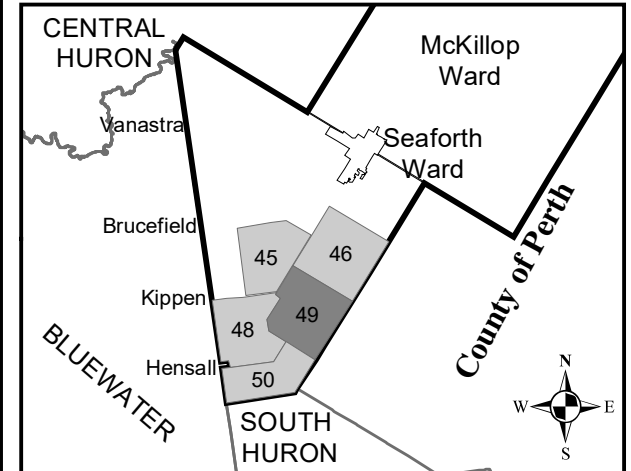 CENTRAL
HURON
McKillop
Ward
Vanastra
Seaforth
Ward
Brucefield
45
46
County of Perth
Kippen
48
49
BLUEWATER
Hensall
50
SOUTH
HURON
N
W
E
S